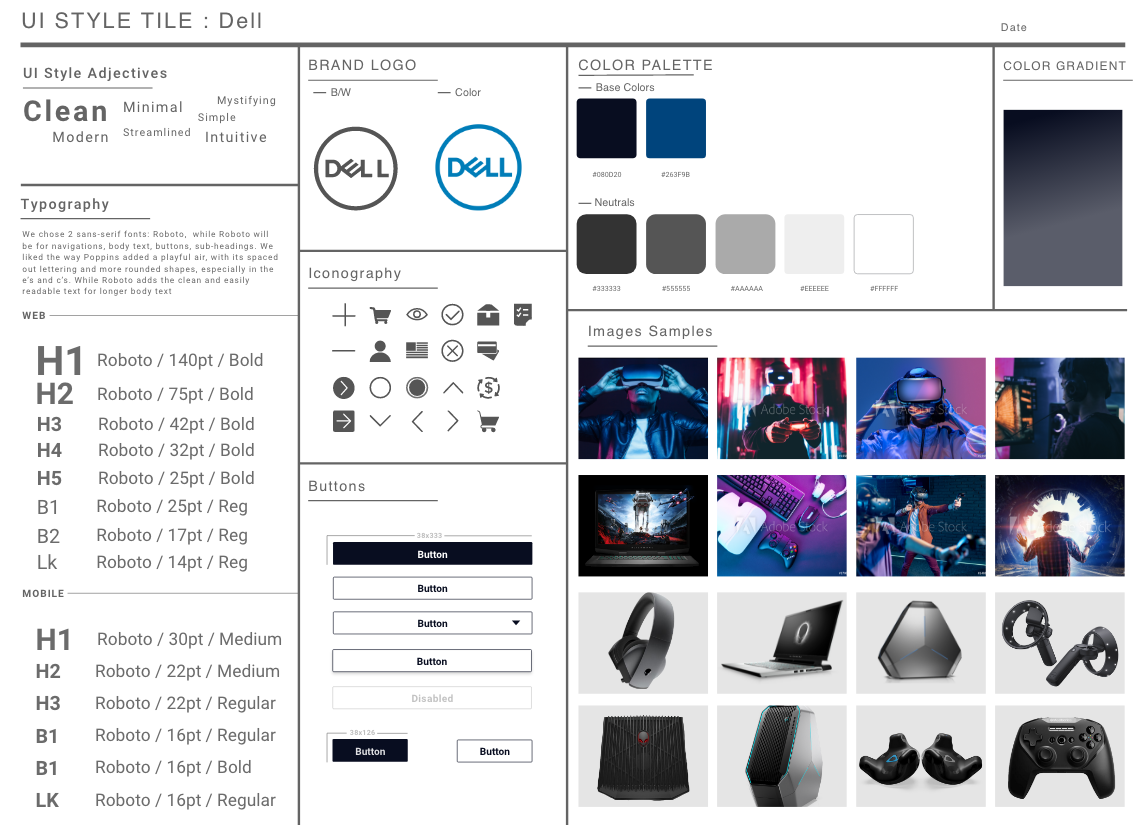 UI STYLE TILE : Dell
Date
UI Style Adjectives
Clean
Minimal
Mystifying
Simple
Modern
Streamlined
Intuitive
Typography
We chose 2 sans-serif fonts: Roboto, while Roboto will
be for navigations, body text, buttons, sub-headings. We
liked the way Poppins added a playful air, with its spaced
out lettering and more rounded shapes, especially in the
e's and c's. While Roboto adds the clean and easily
readable text for longer body text
WEB
H1 Roboto / 140pt / Bold
H2 Roboto / 75pt / Bold
H3 Roboto / 42pt / Bold
H4 Roboto / 32pt / Bold
H5 Roboto / 25pt / Bold
B1 Roboto / 25pt / Reg
B2 Roboto / 17pt / Reg
Lk Roboto / 14pt / Reg
MOBILE
H1 Roboto / 30pt / Medium
H2 Roboto / 22pt / Medium
H3 Roboto / 22pt / Regular
B1 Roboto / 16pt / Regular
B1 Roboto / 16pt / Bold
LK Roboto / 16pt / Regular
BRAND LOGO
B/W
Color
DELL
DELL
Iconography
Buttons
38x333
Button
Button
Button
Button
Disabled
38x126
Button
Button
COLOR PALETTE
Base Colors
#080D20
#263F9B
Neutrals
#333333
#555555
#AAAAAA
#EEEEEE
#FFFFFF
COLOR GRADIENT
Images Samples
Adobe Stock
Adobe Stock
Adobe Stock
Adobe Stock
Adobe Stock